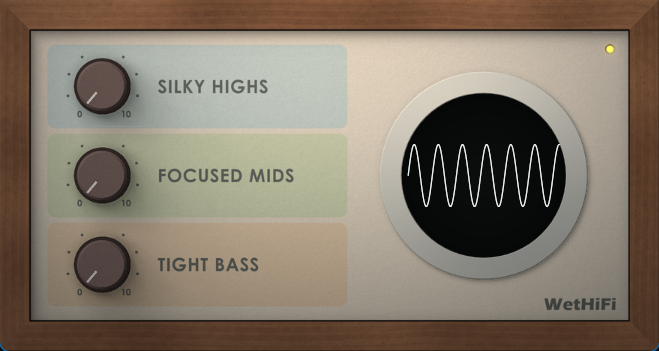 0 10
SILKY HIGHS
0 10
FOCUSED MIDS
0 10
TIGHT BASS
WetHiFi